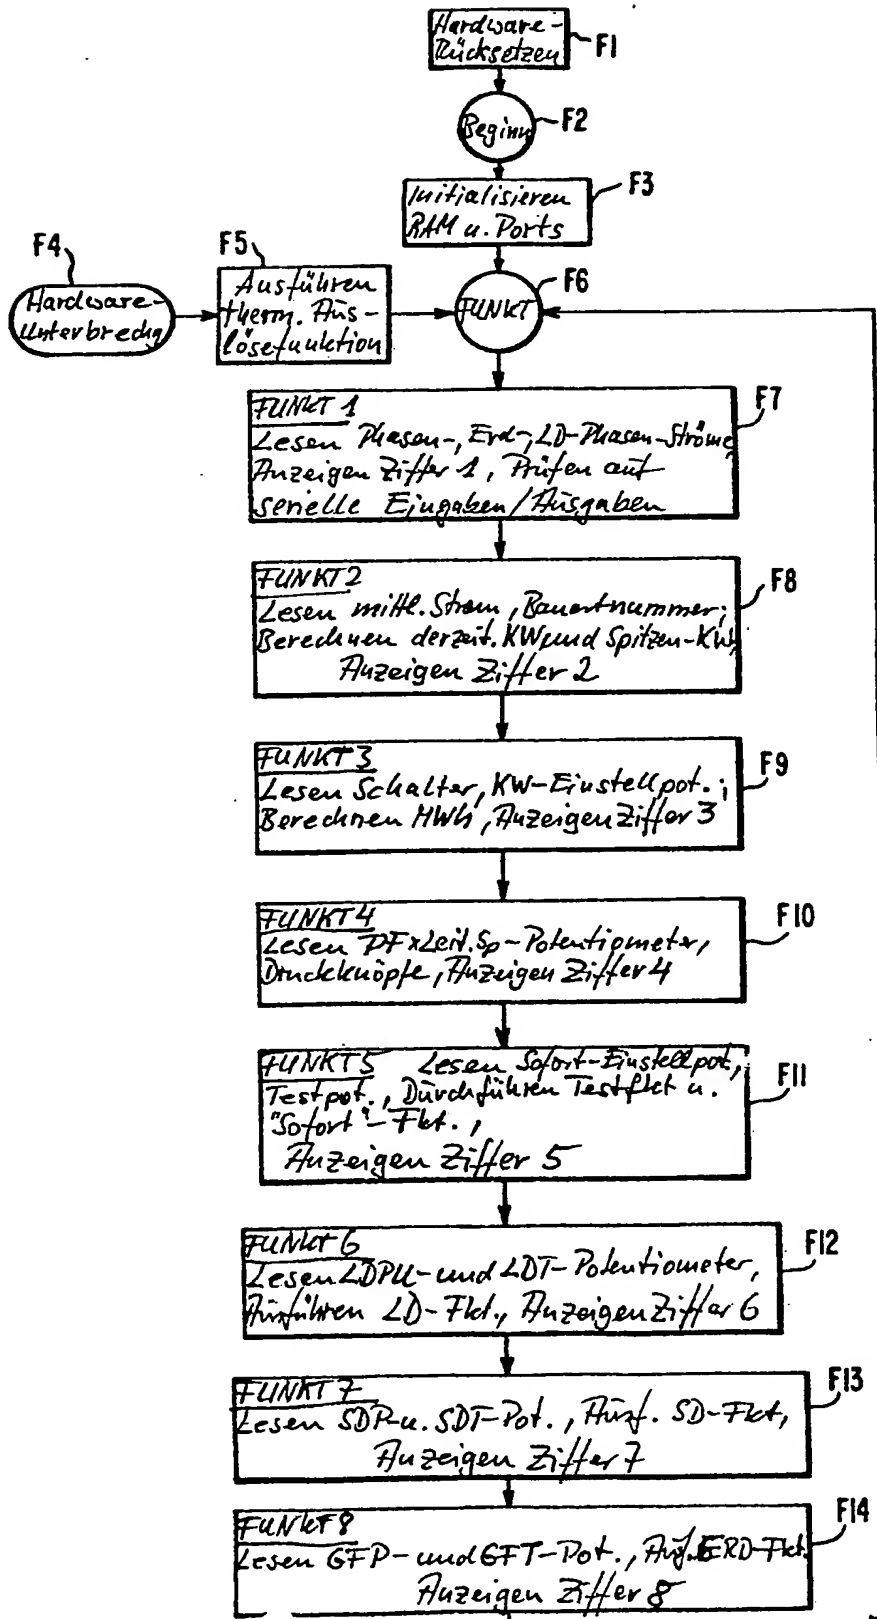 Hardware-
Rücksetzen
F1
Beginn
F2
Initialisieren
RAM u. Ports
F3
F4
Hardware-
Unterbrechg
F5
Ausführen
therm. Aus-
lösefunktion
FUNKT
F6
FUNKT 1
F7
Lesen Phasen-, Erd-, LD-Phasen-Ströme,
Anzeigen Ziffer 1, Prüfen auf
serielle Eingaben/Ausgaben
FUNKT 2
F8
Lesen mittl. Strom, Bauartnummer;
Berechnen derzeit. KW und Spitzen-KW,
Anzeigen Ziffer 2
FUNKT 3
F9
Lesen Schalter, KW-Einstellpot.;
Berechnen MWh, Anzeigen Ziffer 3
FUNKT 4
F10
Lesen PFxLeit.Sp-Potentiometer,
Druckknöpfe, Anzeigen Ziffer 4
FUNKT 5 Lesen Sofort-Einstellpot.,
F11
Testpot., Durchführen Testfkt u.
"Sofort"-Fkt.,
Anzeigen Ziffer 5
FUNKT 6
F12
Lesen LDPU- und LDT-Potentiometer,
Ausführen LD-Fkt., Anzeigen Ziffer 6
FUNKT 7
F13
Lesen SDP- u. SDT-Pot., Ausf. SD-Fkt,
Anzeigen Ziffer 7
FUNKT 8
F14
Lesen GFP- und GFT-Pot., Ausf. ERD-Fkt.
Anzeigen Ziffer 8